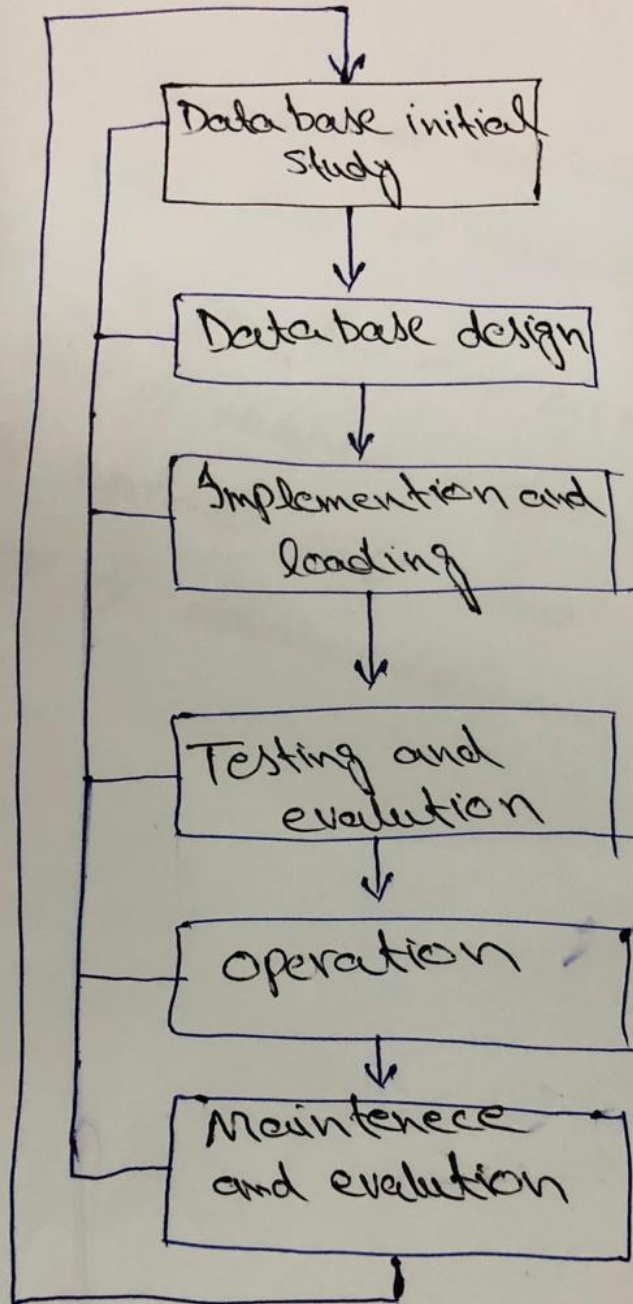 Database initial
study
Database design
Implemention and
loading
Testing and
evalution
operation
Maintenece
and evalution